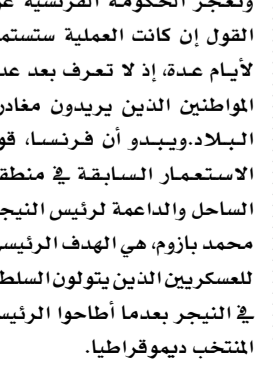 وتعجز الحكومة الفرنسية عن
القول إن كانت العملية ستستمر
لأيام عدة، إذ لا تعرف بعد عدد
المواطنين الذين يريدون مغادرة
البلاد.ويبدو أن فرنسا، قوة
الاستعمار السابقة في منطقة
الساحل والداعمة لرئيس النيجر
محمد بازوم، هي الهدف الرئيسي
للعسكريين الذين يتولون السلطة
في النيجر بعدما أطاحوا الرئيس
المنتخب ديموقراطيا.